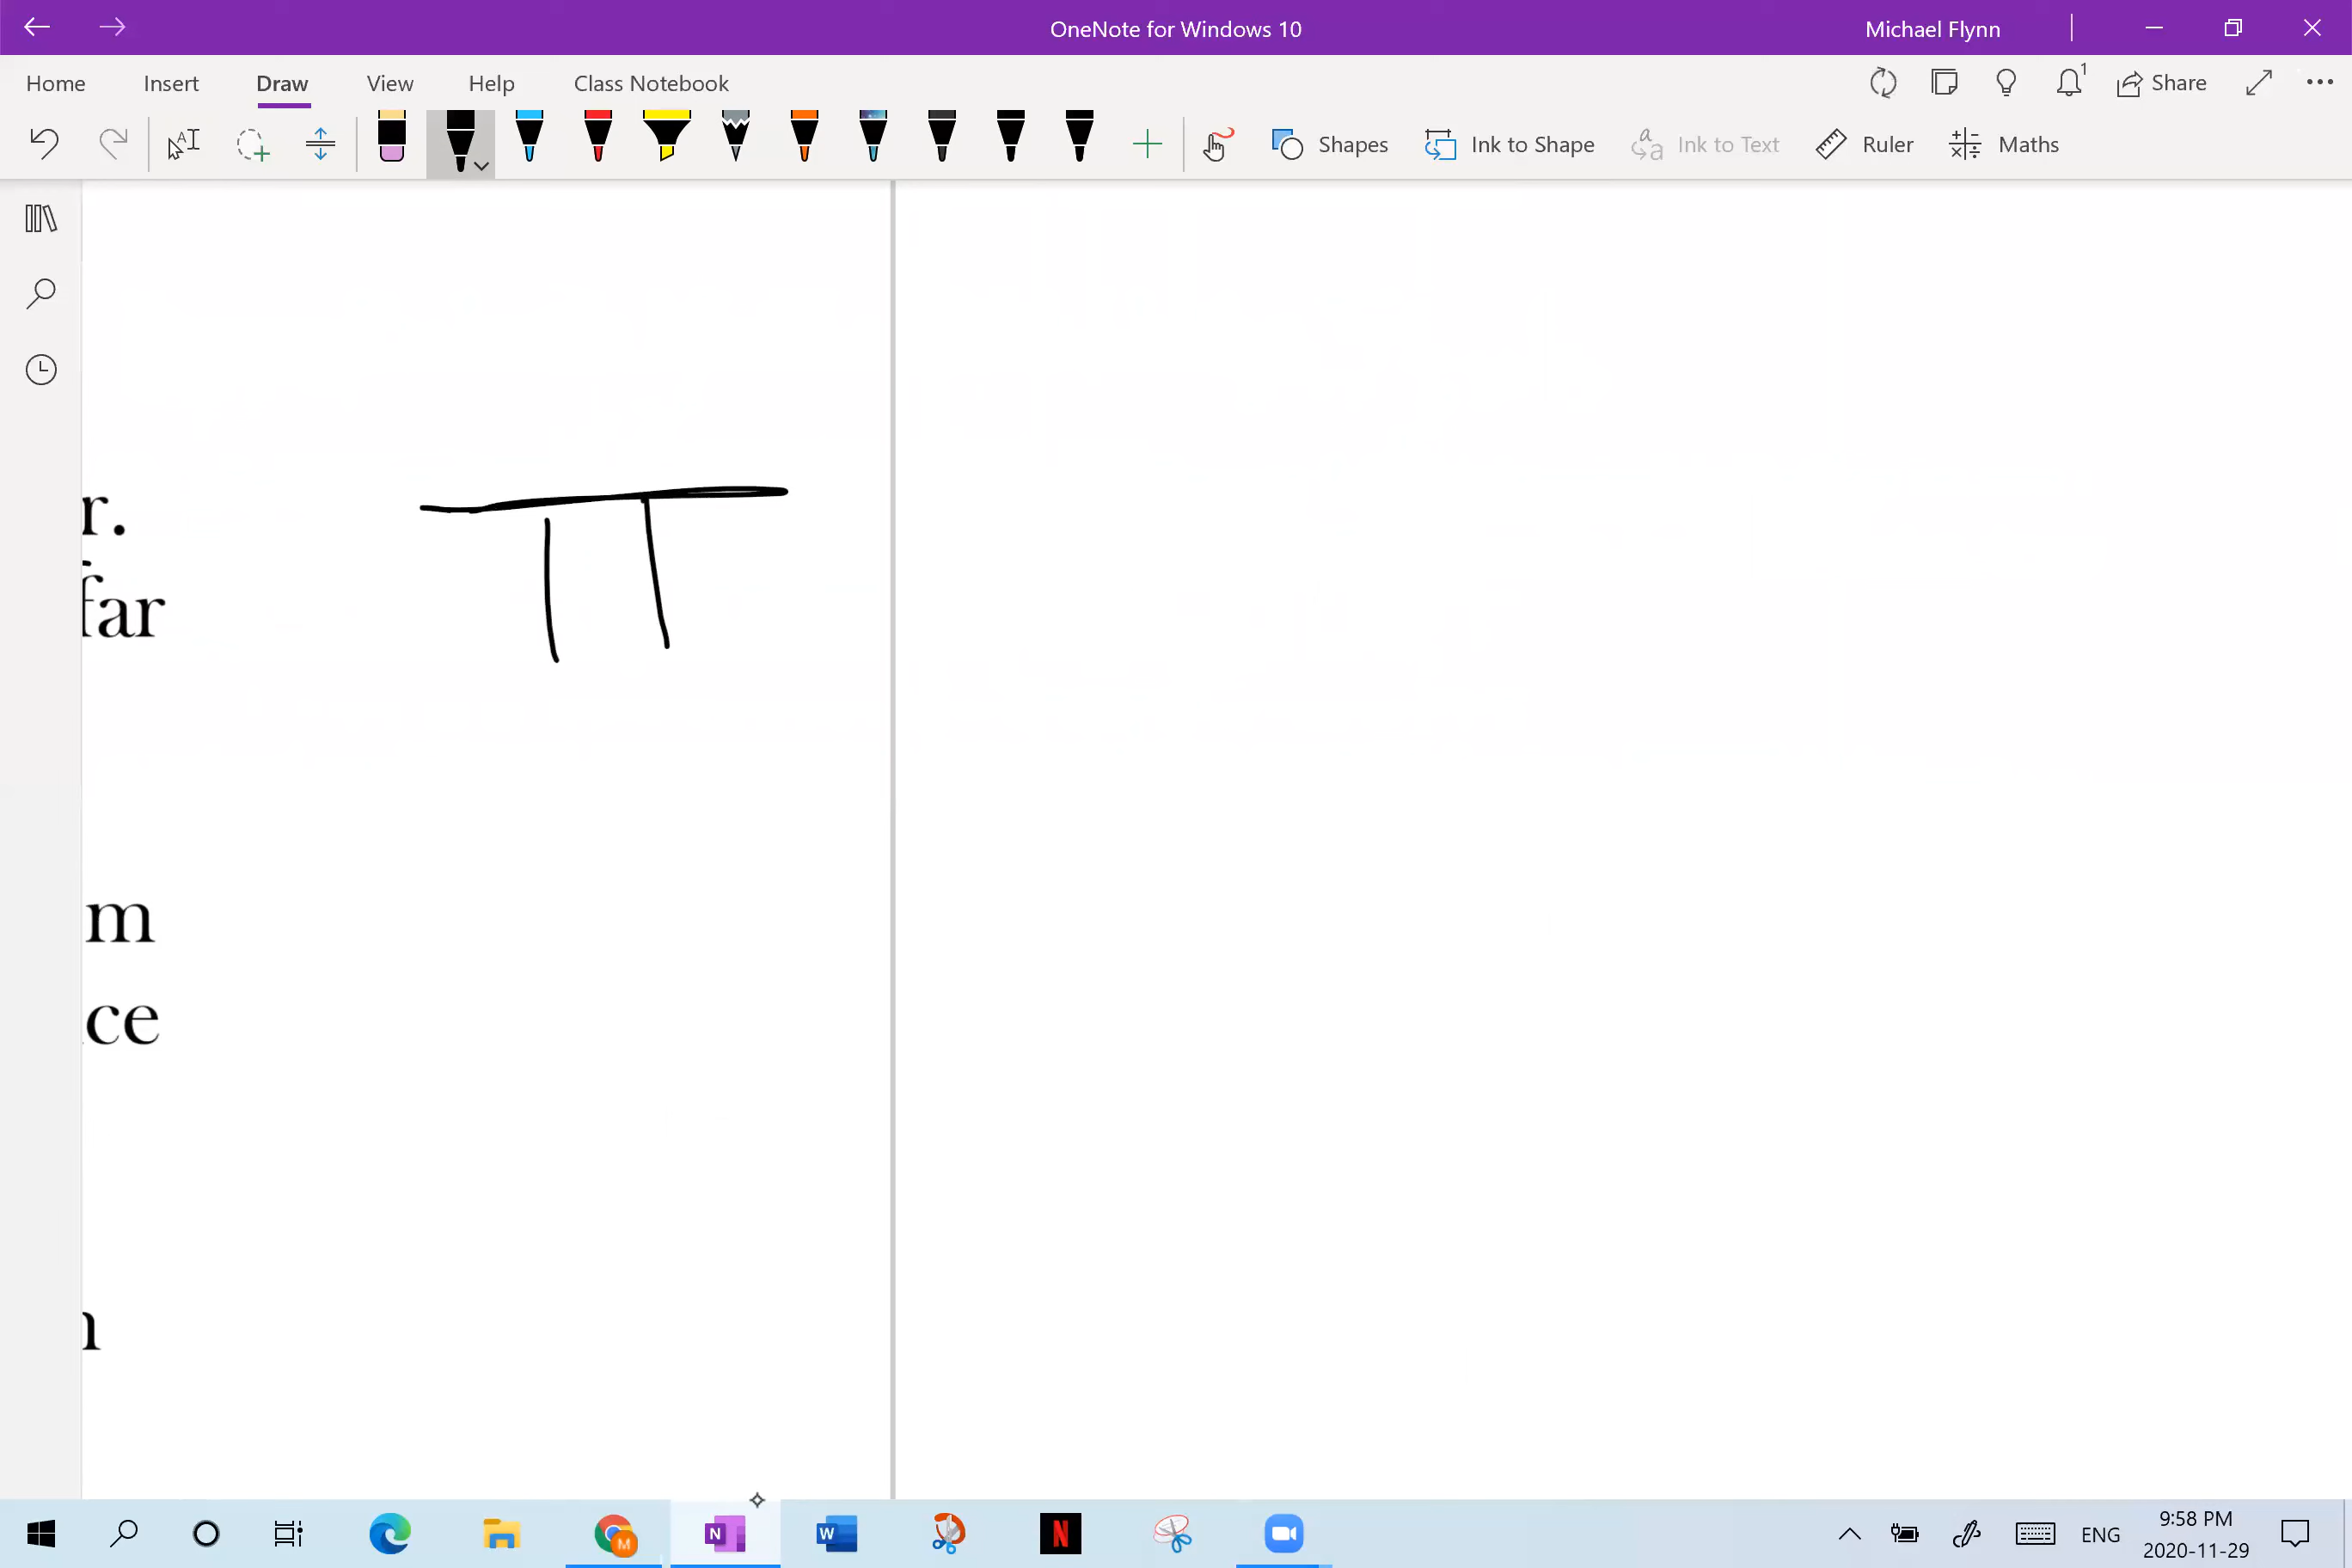 OneNote for Windows 10
Michael Flynn
Home Insert Draw View Help Class Notebook
1
Share
Shapes Ink to Shape Ink to Text Ruler Maths
r.
far
m
ce
ENG
9:58 PM
2020-11-29